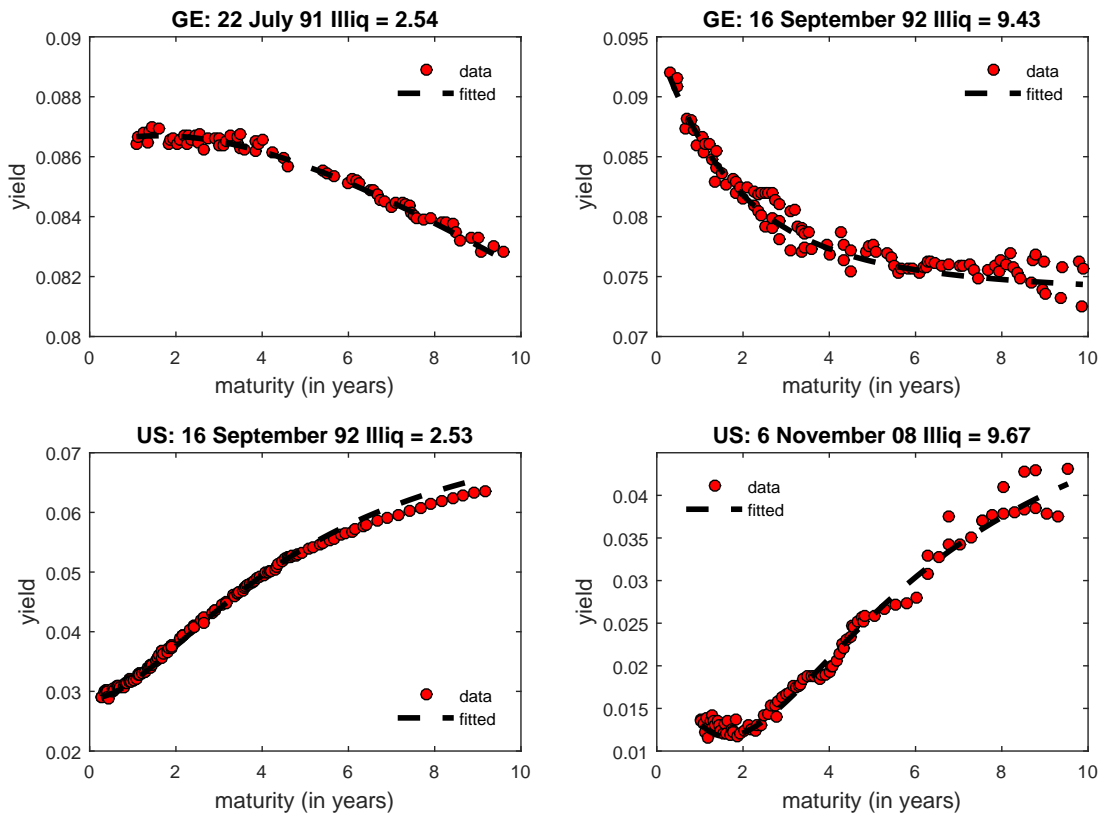 GE: 22 July 91 Illiq = 2.54
0.09
0.088
0.086
0.084
0.082
0.08
yield
data
fitted
0 2 4 6 8 10
maturity (in years)
GE: 16 September 92 Illiq = 9.43
0.095
0.09
0.085
0.08
0.075
0.07
yield
data
fitted
0 2 4 6 8 10
maturity (in years)
US: 16 September 92 Illiq = 2.53
0.07
0.06
0.05
0.04
0.03
0.02
yield
data
fitted
0 2 4 6 8 10
maturity (in years)
US: 6 November 08 Illiq = 9.67
0.04
0.03
0.02
0.01
yield
data
fitted
0 2 4 6 8 10
maturity (in years)